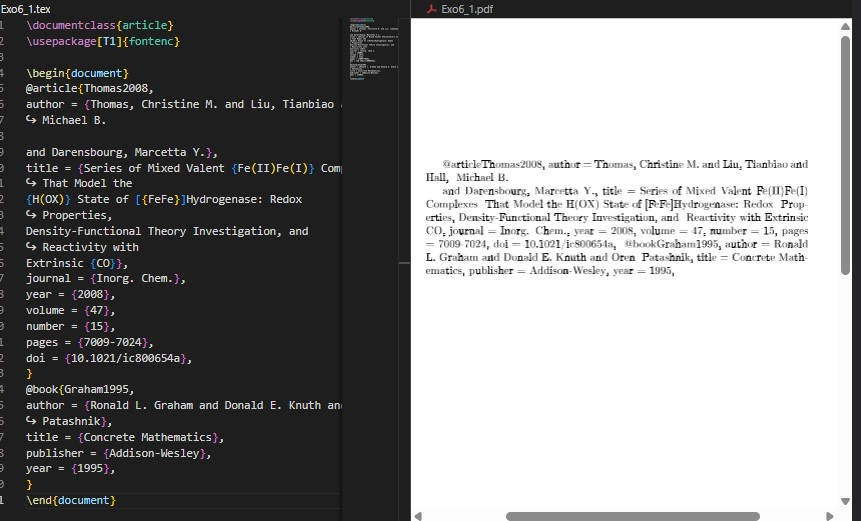 Exo6_1.tex
\documentclass{article}
\usepackage[T1]{fontenc}
\begin{document}
@article{Thomas2008,
author = {Thomas, Christine M. and Liu, Tianbiao
↪ Michael B.
and Darensbourg, Marcetta Y.},
title = {Series of Mixed Valent {Fe(II)Fe(I)} Com
↪ That Model the
{H(OX)} State of [{FeFe}]Hydrogenase: Redox
↪ Properties,
Density-Functional Theory Investigation, and
↪ Reactivity with
Extrinsic {CO}},
journal = {Inorg. Chem.},
year = {2008},
volume = {47},
number = {15},
pages = {7009-7024},
doi = {10.1021/ic800654a},
}
@book{Graham1995,
author = {Ronald L. Graham and Donald E. Knuth an
↪ Patashnik},
title = {Concrete Mathematics},
publisher = {Addison-Wesley},
year = {1995},
}
\end{document}
Exo6_1.pdf
@articleThomas2008, author = Thomas, Christine M. and Liu, Tianbiao and
Hall, Michael B.
and Darensbourg, Marcetta Y., title = Series of Mixed Valent Fe(II)Fe(I)
Complexes That Model the H(OX) State of [FeFe]Hydrogenase: Redox Prop-
erties, Density-Functional Theory Investigation, and Reactivity with Extrinsic
CO, journal = Inorg. Chem., year = 2008, volume = 47, number = 15, pages
= 7009-7024, doi = 10.1021/ic800654a, @bookGraham1995, author = Ronald
L. Graham and Donald E. Knuth and Oren Patashnik, title = Concrete Math-
ematics, publisher = Addison-Wesley, year = 1995,